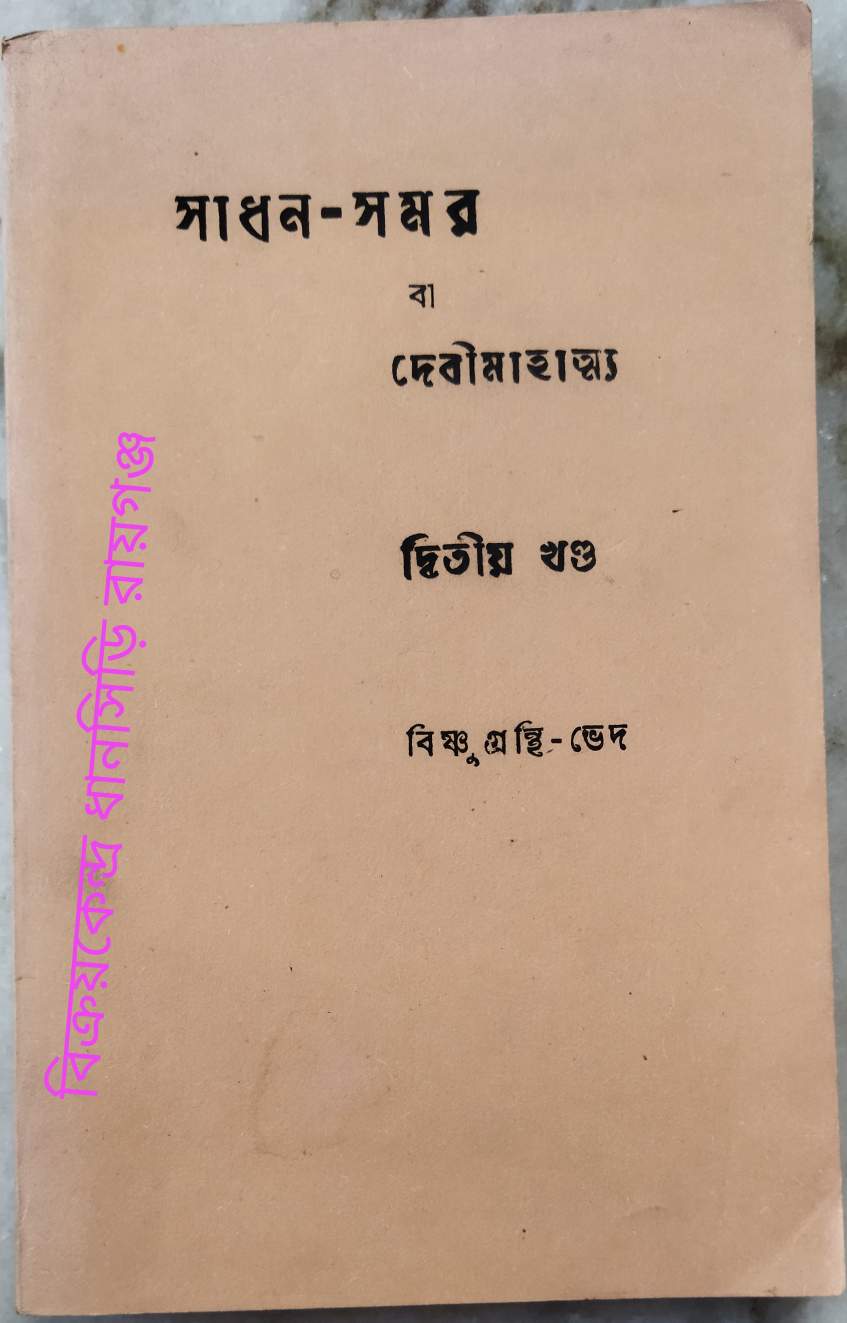 সাধন-সমর
বা
দেবীমাহাত্ম্য
দ্বিতীয় খণ্ড
বিষ্ণুগ্রন্থি-ভেদ
বিক্রয়কেন্দ্র ধানসিড়ি রায়গঞ্জ